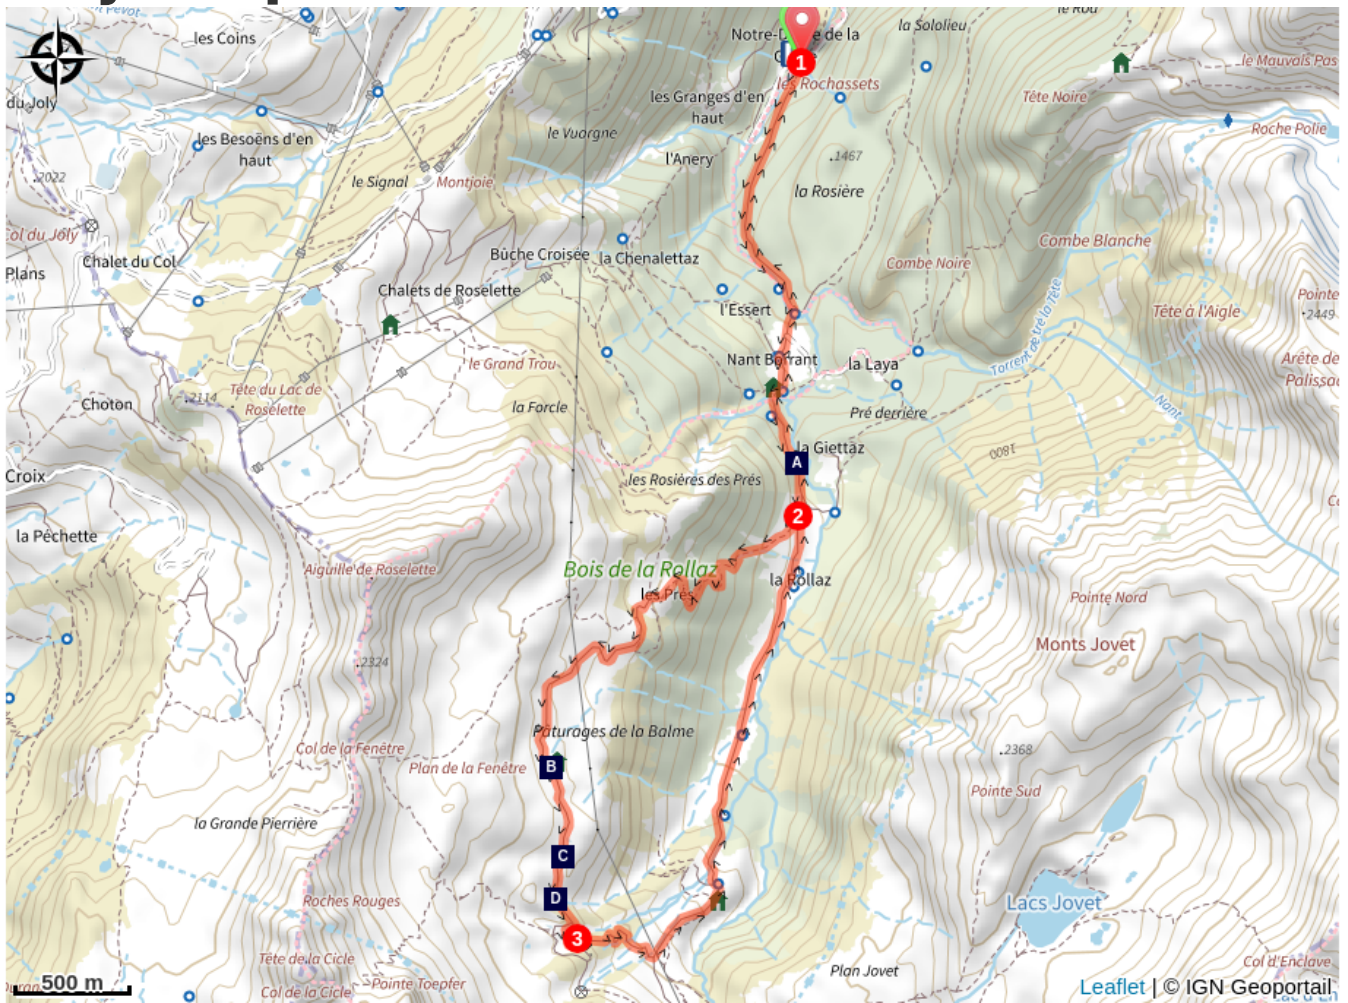 les Coins
Notre-Dame de la
la Sololieu
le Mauvais Pas
les Rochassets
Tête Noire
du Joly
les Granges d'en
haut
le Vuorgne
Roche Polie
les Besoëns d'en
haut
l'Anery
.1467
.2022
le Signal
Montjoie
la Rosière
Col du Joly
Combe Blanche
Plans
Chalet du Col
Bûche Croisée
la Chenalettaz
Combe Noire
Chalets de Roselette
Pointe
l'Essert
Tête à l'Aigle
.2449
Torrent de tré la Tête
le Grand Trou
Nant Borrant
la Laya
Arête de
Palissa
Tête du Lac de
Roselette
.2114
Choton
la Forcle
Pré derrière
Nant
la Giettaz
1800
Croix
les Rosières des Prés
A
2
la Pêchette
Aiguille de Roselette
Bois de la Rollaz
les Prés
la Rollaz
Pointe Nord
Monts Jovet
.2324
Pâturages de la Balme
Col de la Fenêtre
Plan de la Fenêtre
B
.2368
Pointe Sud
la Grande Pierrière
C
Roches Rouges
D
Lacs Jovet
3
Tête de la Cicle
Plan Jovet
Col d'Enclave
Pointe Toepfer
Col de la Cicle
500 m
Leaflet | © IGN Geoportail
1